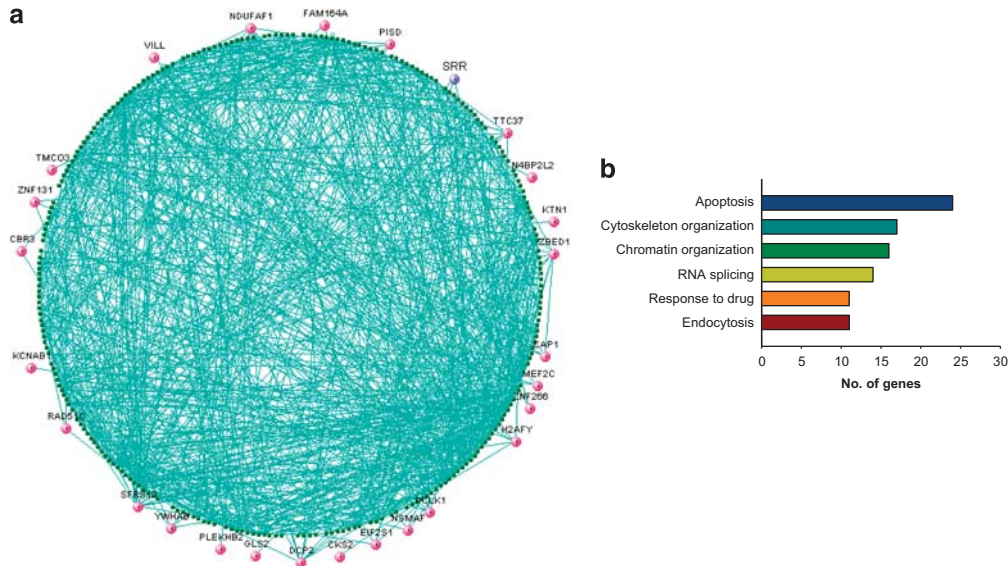 a
NDUFAF1
FAM164A
PISD
VILL
SRR
TTC37
N4BP2L2
KTN1
ZBED1
TMCO3
ZNF131
CBR3
KCNAB1
MEF2C
H2AFY
NSMAF
EIF2S1
CKS2
DCP2
GLS2
PLEKHB2
b
Apoptosis
Cytoskeleton organization
Chromatin organization
RNA splicing
Response to drug
Endocytosis
0 5 10 15 20 25 30
No. of genes